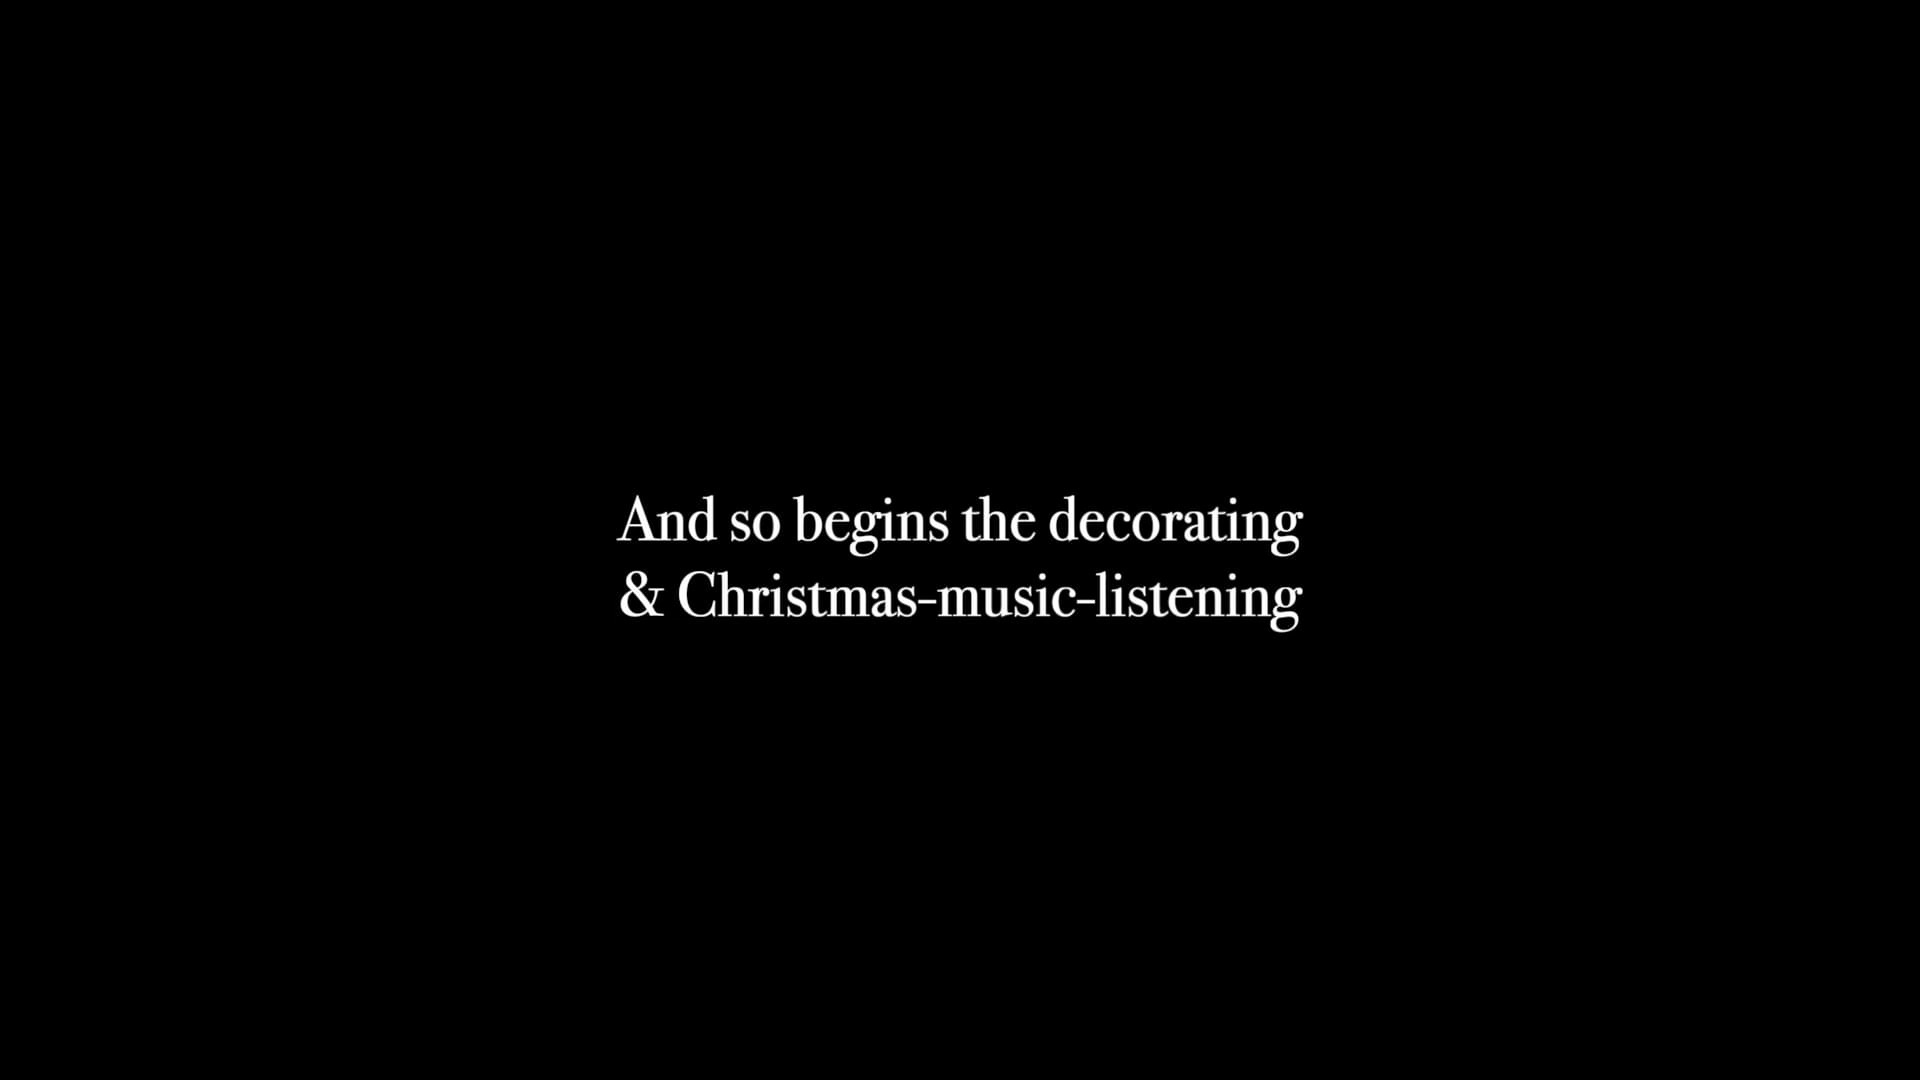 And so begins the decorating
& Christmas-music-listening